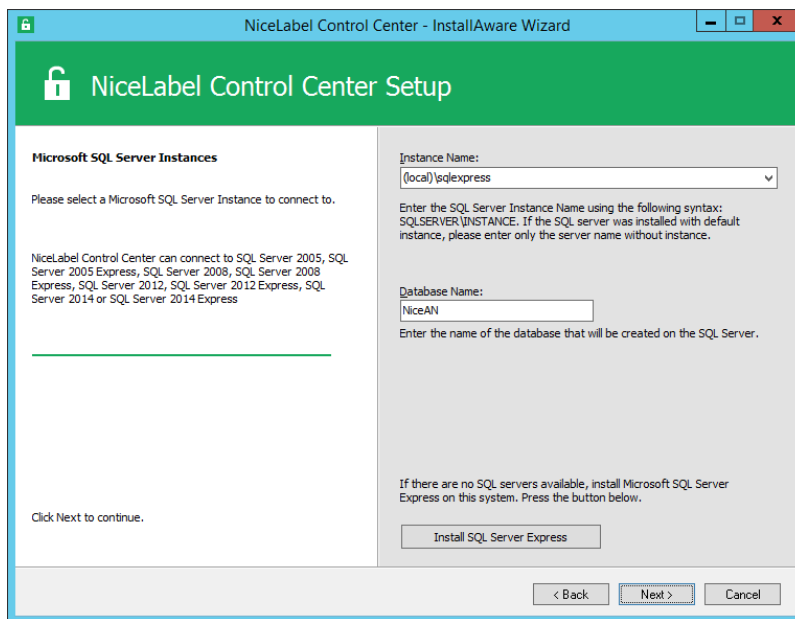 NiceLabel Control Center - InstallAware Wizard
NiceLabel Control Center Setup
Microsoft SQL Server Instances
Please select a Microsoft SQL Server Instance to connect to.
NiceLabel Control Center can connect to SQL Server 2005, SQL
Server 2005 Express, SQL Server 2008, SQL Server 2008
Express, SQL Server 2012, SQL Server 2012 Express, SQL
Server 2014 or SQL Server 2014 Express
Click Next to continue.
Instance Name:
(local)\sqlexpress
Enter the SQL Server Instance Name using the following syntax:
SQLSERVER\INSTANCE. If the SQL server was installed with default
instance, please enter only the server name without instance.
Database Name:
NiceAN
Enter the name of the database that will be created on the SQL Server.
If there are no SQL servers available, install Microsoft SQL Server
Express on this system. Press the button below.
Install SQL Server Express
< Back
Next >
Cancel